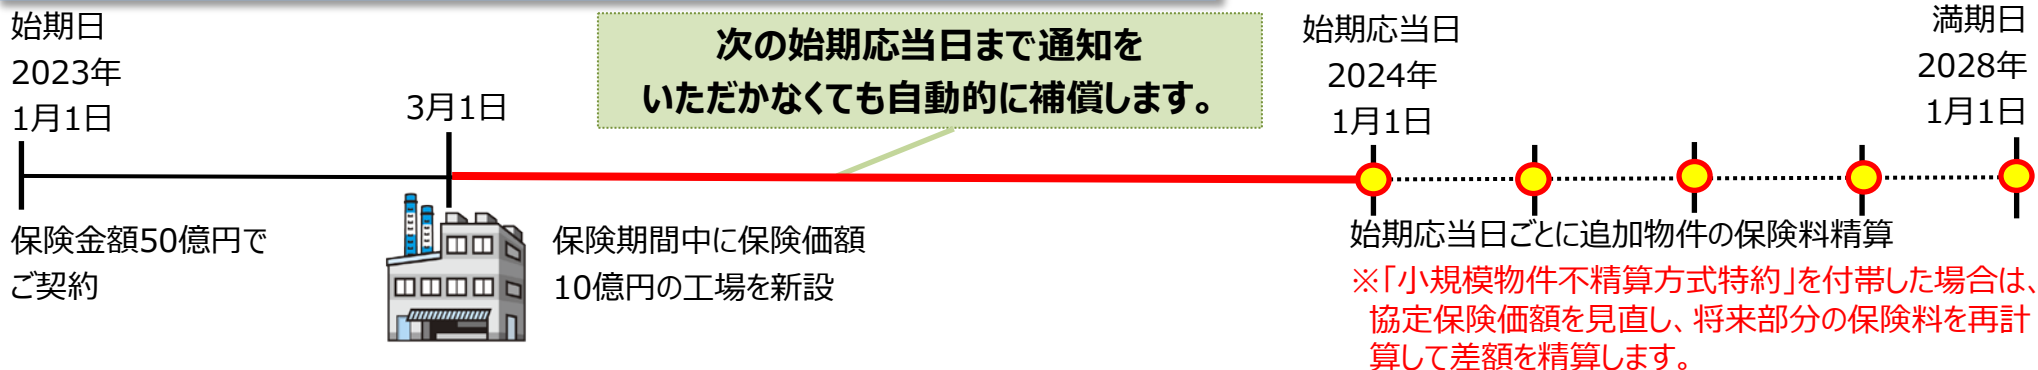 始期日
2023年
1月1日
3月1日
次の始期応当日まで通知を
いただかなくても自動的に補償します。
始期応当日
2024年
1月1日
満期日
2028年
1月1日
保険金額50億円で
ご契約
保険期間中に保険価額
10億円の工場を新設
始期応当日ごとに追加物件の保険料精算
※「小規模物件不精算方式特約」を付帯した場合は、
協定保険価額を見直し、将来部分の保険料を再計
算して差額を精算します。